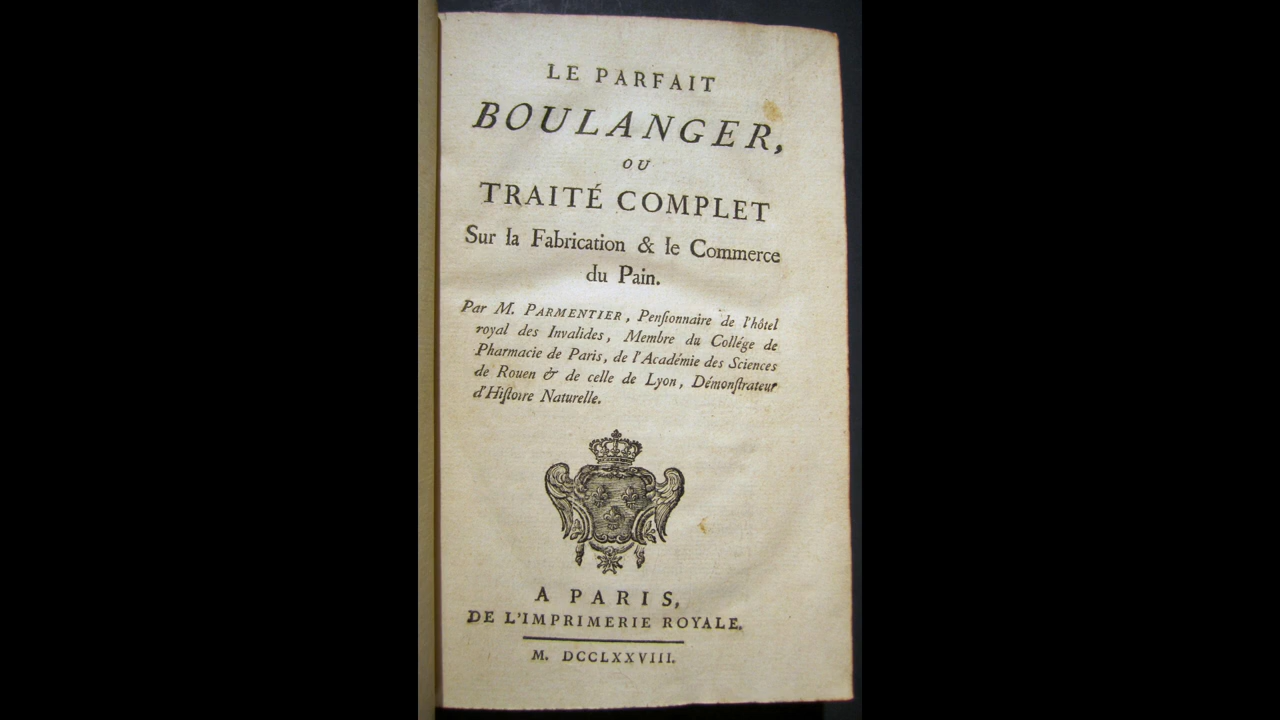 LE PARFAIT
BOULANGER,
OU
TRAITÉ COMPLET
Sur la Fabrication & le Commerce
du Pain.
Par M. PARMENTIER, Penſionnaire de l'hôtel
royal des Invalides, Membre du Collége de
Pharmacie de Paris, de l'Académie des Sciences
de Rouen & de celle de Lyon, Démonſtrateur
d'Hiſtoire Naturelle.
A PARIS,
DE L'IMPRIMERIE ROYALE.
M. DCCLXXVIII.